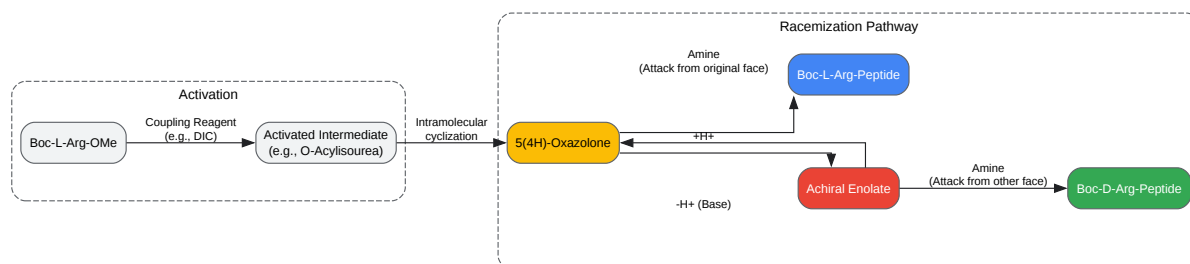 Racemization Pathway
Amine
(Attack from original face)
Boc-L-Arg-Peptide
Activation
Coupling Reagent
(e.g., DIC)
Intramolecular
cyclization
Boc-L-Arg-OMe
Activated Intermediate
(e.g., O-Acylisourea)
5(4H)-Oxazolone
+H+
Amine
(Attack from other face)
Achiral Enolate
Boc-D-Arg-Peptide
-H+ (Base)